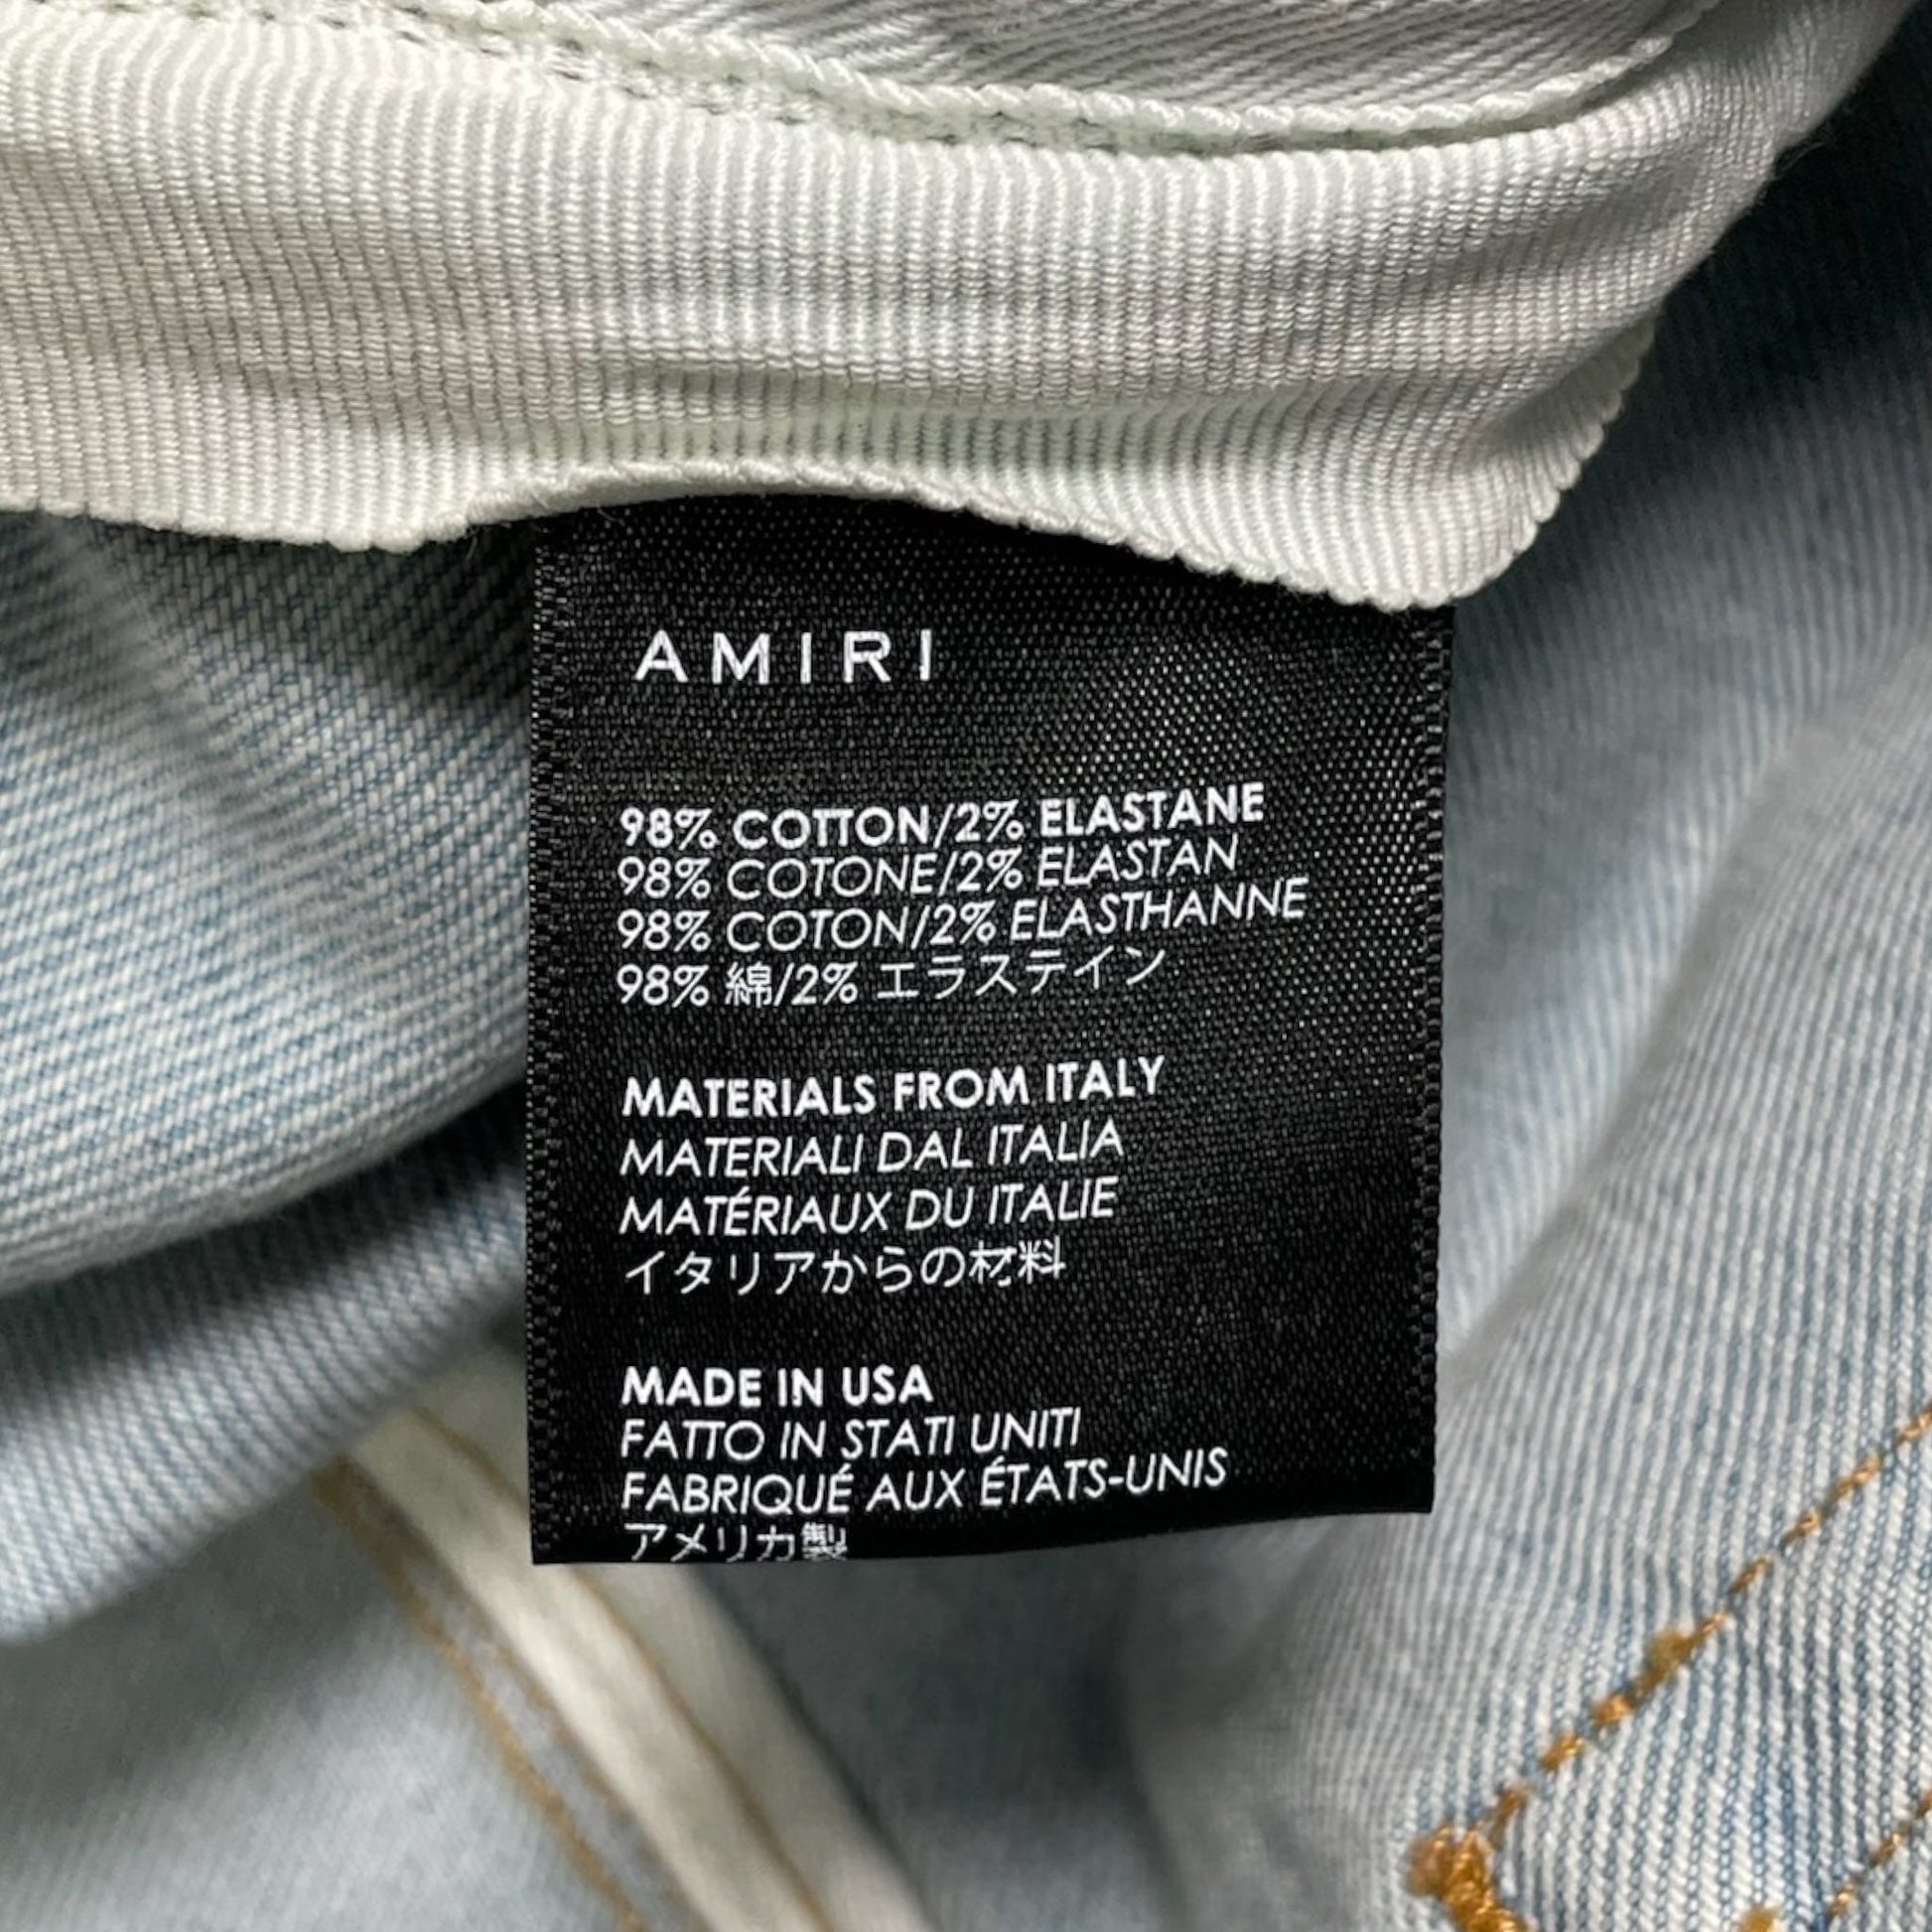 AMIRI
98% COTTON/2% ELASTANE
98% COTONE/2% ELASTAN
98% COTON/2% ELASTHANNE
98% 綿/2% エラステイン
MATERIALS FROM ITALY
MATERIALI DAL ITALIA
MATÉRIAUX DU ITALIE
イタリアからの材料
MADE IN USA
FATTO IN STATI UNITI
FABRIQUÉ AUX ÉTATS-UNIS
アメリカ製